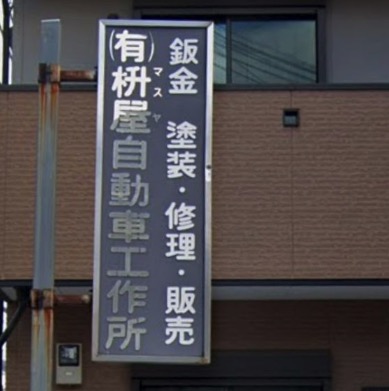 鈑金 塗装・修理・販売
(有)枡屋自動車工作所
マスヤ